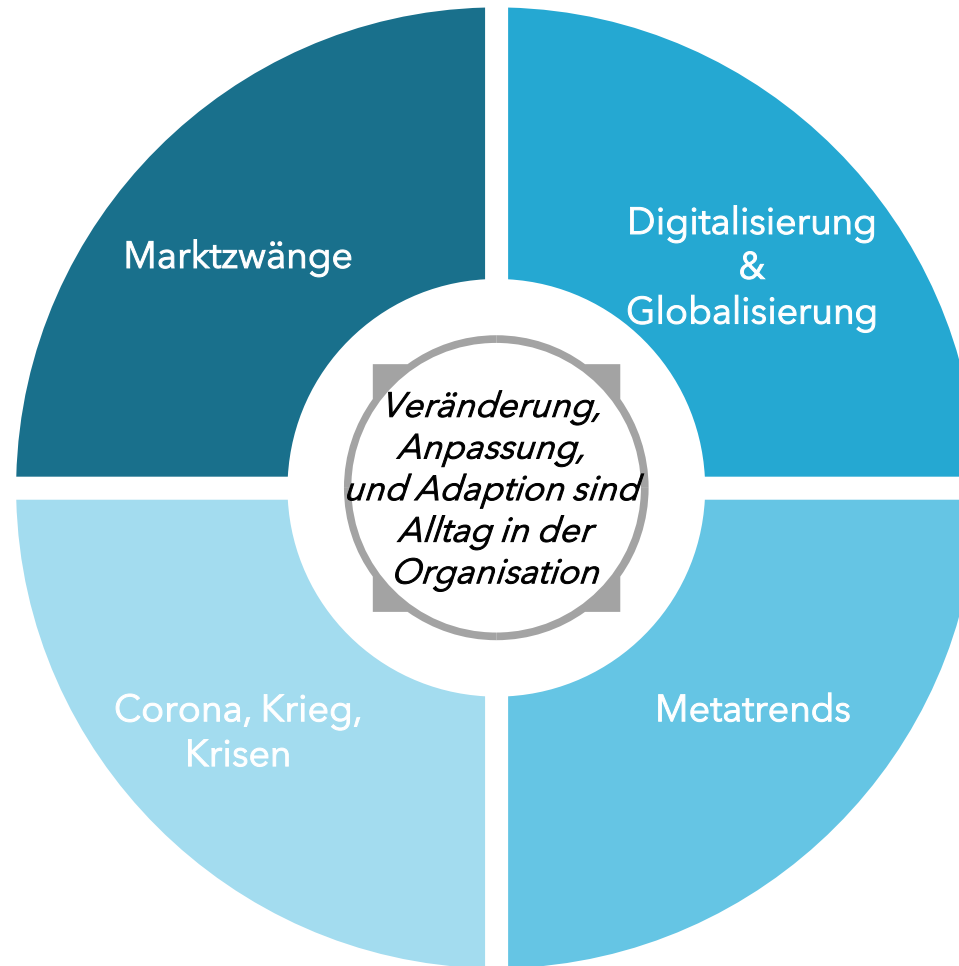 Marktzwänge
Digitalisierung
&
Globalisierung
Veränderung,
Anpassung,
und Adaption sind
Alltag in der
Organisation
Corona, Krieg,
Krisen
Metatrends